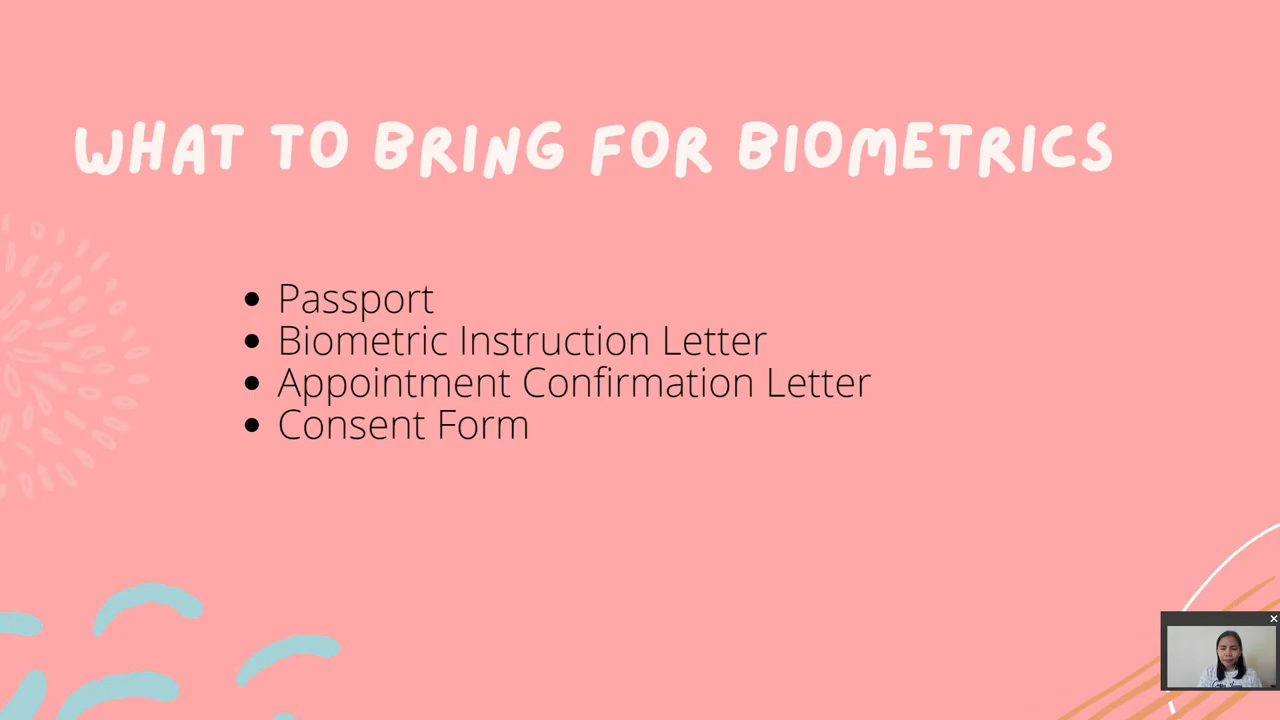 WHAT TO BRING FOR BIOMETRICS
• Passport
• Biometric Instruction Letter
• Appointment Confirmation Letter
• Consent Form